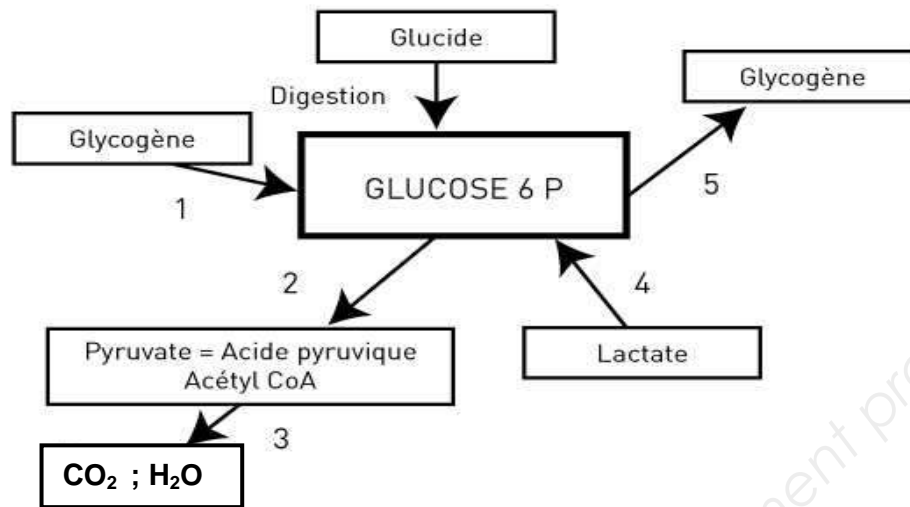 Glucide
Digestion
Glycogène
Glycogène
1
GLUCOSE 6 P
5
2
4
Pyruvate = Acide pyruvique
Acétyl CoA
Lactate
3
CO₂ ; H₂O